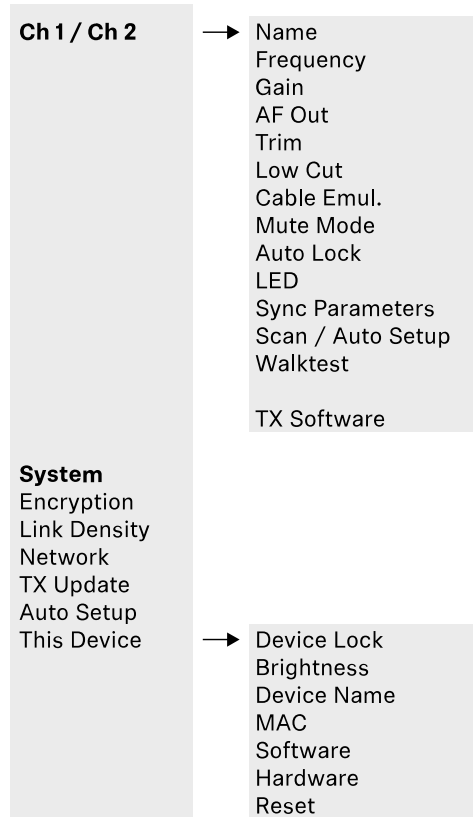 Ch 1 / Ch 2
Name
Frequency
Gain
AF Out
Trim
Low Cut
Cable Emul.
Mute Mode
Auto Lock
LED
Sync Parameters
Scan / Auto Setup
Walktest
TX Software
System
Encryption
Link Density
Network
TX Update
Auto Setup
This Device
Device Lock
Brightness
Device Name
MAC
Software
Hardware
Reset